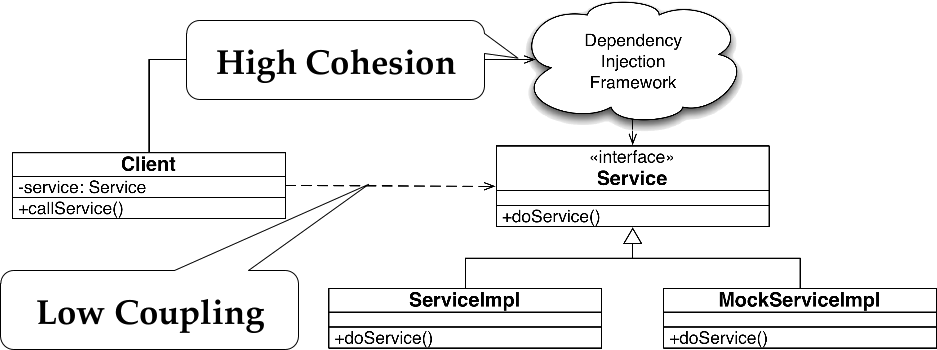 High Cohesion
Dependency
Injection
Framework
Client
-service: Service
+callService()
«interface»
Service
+doService()
Low Coupling
ServiceImpl
+doService()
MockServiceImpl
+doService()